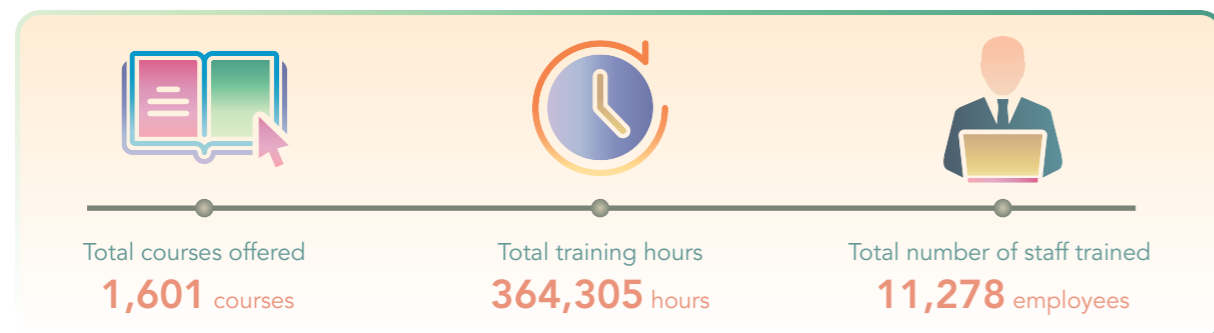 Total courses offered
1,601 courses
Total training hours
364,305 hours
Total number of staff trained
11,278 employees